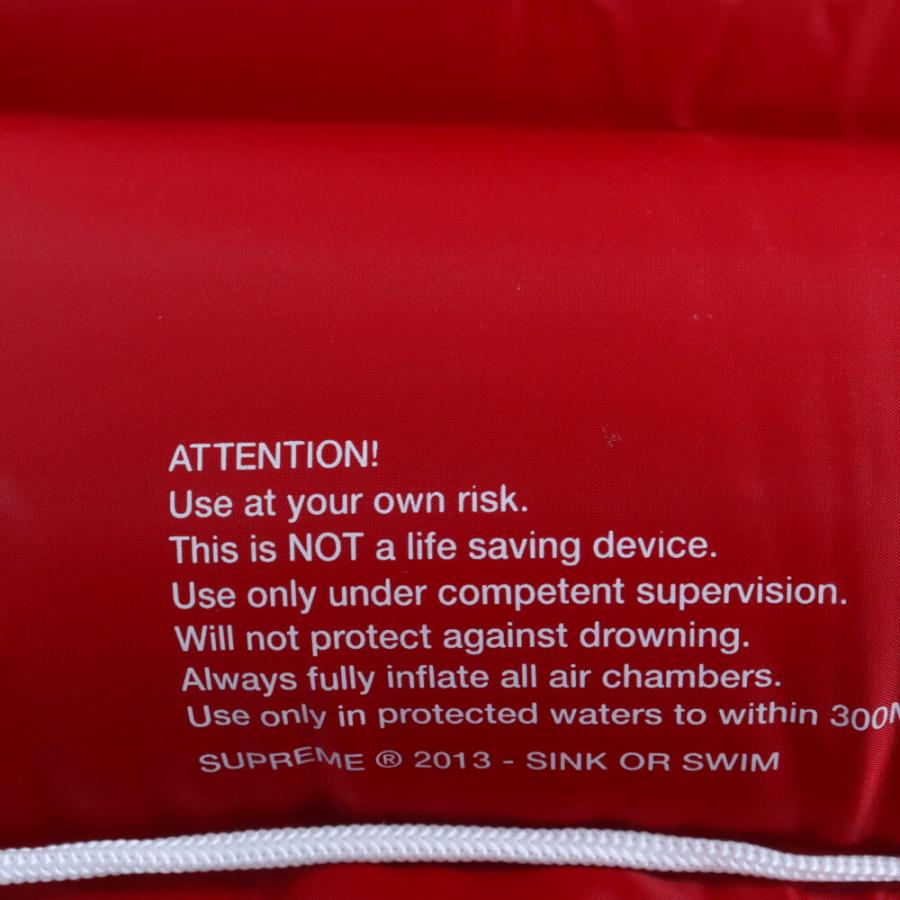 ATTENTION!
Use at your own risk.
This is NOT a life saving device.
Use only under competent supervision.
Will not protect against drowning.
Always fully inflate all air chambers.
Use only in protected waters to within 300M
SUPREME ® 2013 - SINK OR SWIM